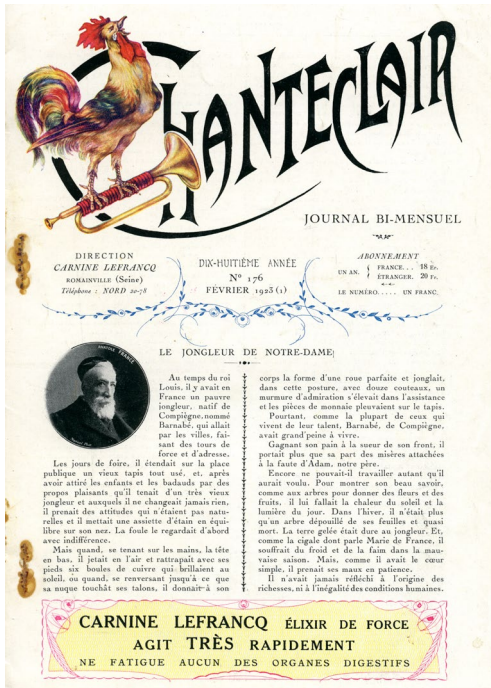 CHANTECLAIR
JOURNAL BI-MENSUEL
DIRECTION
CARNINE LEFRANCQ
ROMAINVILLE (Seine)
Téléphone : NORD 20-78
DIX-HUITIÈME ANNÉE
N° 176
FÉVRIER 1923 (1)
ABONNEMENT
UN AN. { FRANCE. . . 18 Fr.
ÉTRANGER. 20 Fr.
LE NUMÉRO. . . . . UN FRANC.
LE JONGLEUR DE NOTRE-DAME
ANATOLE FRANCE
Au temps du roi
Louis, il y avait en
France un pauvre
jongleur, natif de
Compiègne, nommé
Barnabé, qui allait
par les villes, fai-
sant des tours de
force et d'adresse.
Les jours de foire, il étendait sur la place
publique un vieux tapis tout usé, et, après
avoir attiré les enfants et les badauds par des
propos plaisants qu'il tenait d'un très vieux
jongleur et auxquels il ne changeait jamais rien,
il prenait des attitudes qui n'étaient pas natu-
relles et il mettait une assiette d'étain en équi-
libre sur son nez. La foule le regardait d'abord
avec indifférence.
Mais quand, se tenant sur les mains, la tête
en bas, il jetait en l'air et rattrapait avec ses
pieds six boules de cuivre qui brillaient au
soleil, ou quand, se renversant jusqu'à ce que
sa nuque touchât ses talons, il donnait à son
corps la forme d'une roue parfaite et jonglait,
dans cette posture, avec douze couteaux, un
murmure d'admiration s'élevait dans l'assistance
et les pièces de monnaie pleuvaient sur le tapis.
Pourtant, comme la plupart de ceux qui
vivent de leur talent, Barnabé, de Compiègne,
avait grand'peine à vivre.
Gagnant son pain à la sueur de son front, il
portait plus que sa part des misères attachées
à la faute d'Adam, notre père.
Encore ne pouvait-il travailler autant qu'il
aurait voulu. Pour montrer son beau savoir,
comme aux arbres pour donner des fleurs et des
fruits, il lui fallait la chaleur du soleil et la
lumière du jour. Dans l'hiver, il n'était plus
qu'un arbre dépouillé de ses feuilles et quasi
mort. La terre gelée était dure au jongleur. Et,
comme la cigale dont parle Marie de France, il
souffrait du froid et de la faim dans la mau-
vaise saison. Mais, comme il avait le cœur
simple, il prenait ses maux en patience.
Il n'avait jamais réfléchi à l'origine des
richesses, ni à l'inégalité des conditions humaines.
CARNINE LEFRANCQ ÉLIXIR DE FORCE
AGIT TRÈS RAPIDEMENT
NE FATIGUE AUCUN DES ORGANES DIGESTIFS